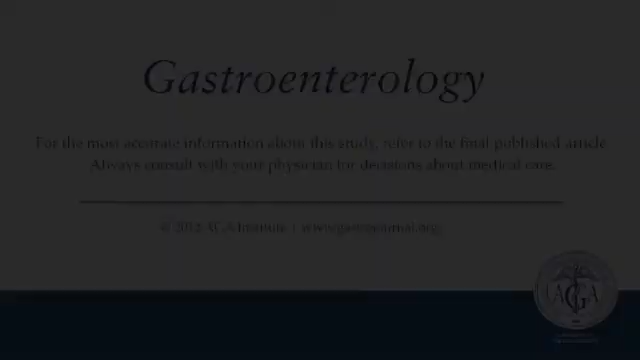 Gastroenterology
For the most accurate information about this study, refer to the final published article.
Always consult with your physician for decisions about medical care.
AGA Institute | www.gastrojournal.org
AGA